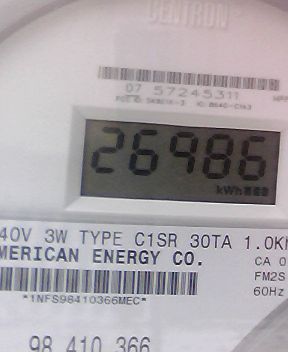 CENTRON
07 57245311
26986
kWh
40V 3W TYPE C1SR 30TA 1.0K
MERICAN ENERGY CO.
CA 0
FM2S
60Hz
*1NFS98410366MEC*
98 410 366